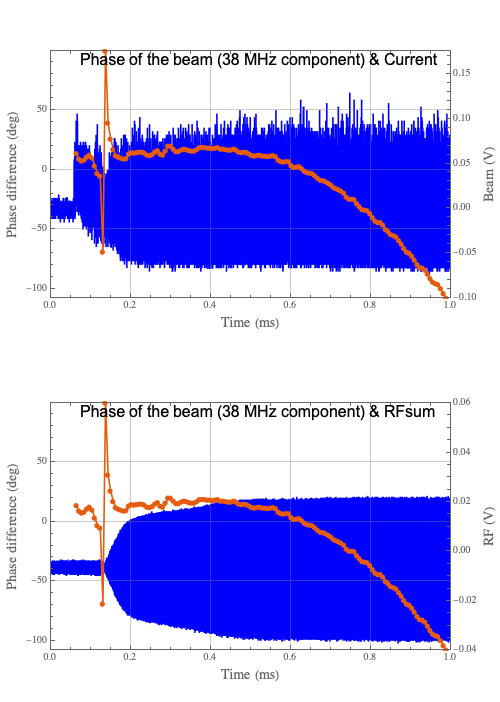 Phase of the beam (38 MHz component) & Current
Phase difference (deg)
50
0
−50
−100
0.15
0.10
0.05
0.00
−0.05
−0.10
Beam (V)
0.0 0.2 0.4 0.6 0.8 1.0
Time (ms)
Phase of the beam (38 MHz component) & RFsum
Phase difference (deg)
50
0
−50
−100
0.06
0.04
0.02
0.00
−0.02
−0.04
RF (V)
0.0 0.2 0.4 0.6 0.8 1.0
Time (ms)